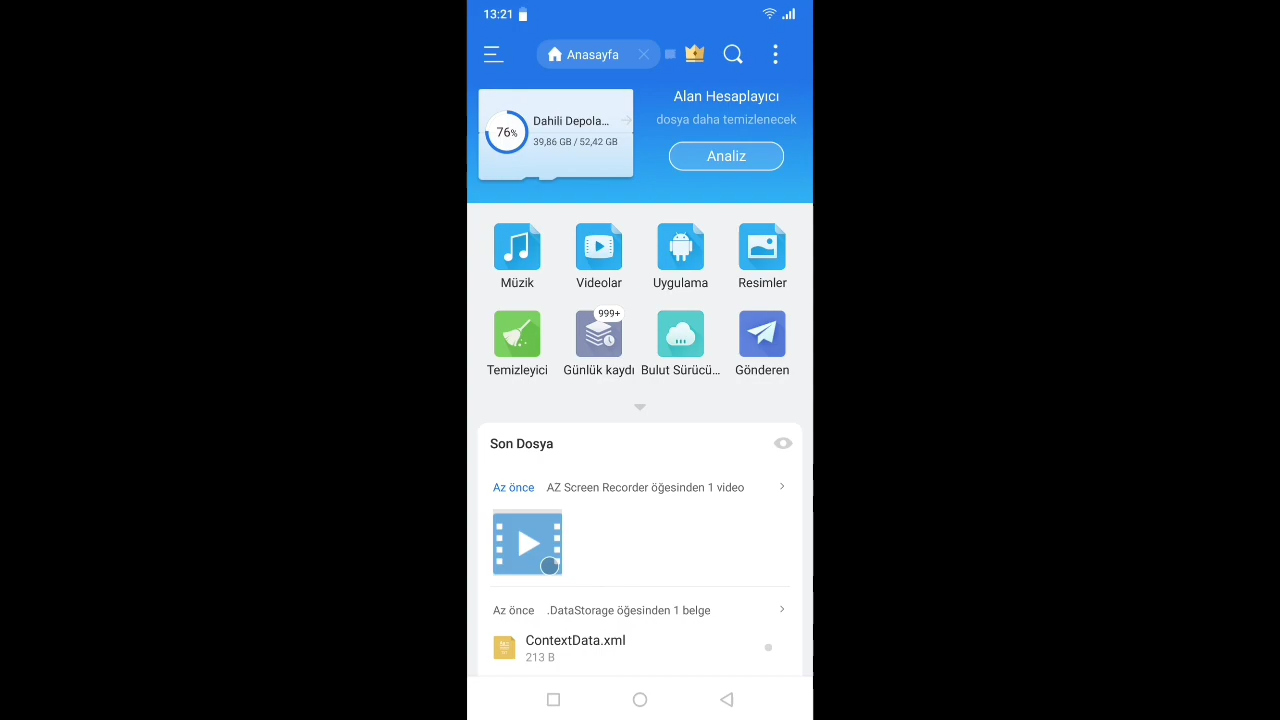 13:21
Anasayfa
Alan Hesaplayıcı
dosya daha temizlenecek
Analiz
76%
Dahili Depola...
39,86 GB / 52,42 GB
Müzik
Videolar
Uygulama
Resimler
999+
Temizleyici
Günlük kaydı
Bulut Sürücü...
Gönderen
Son Dosya
Az önce AZ Screen Recorder öğesinden 1 video
Az önce .DataStorage öğesinden 1 belge
ContextData.xml
213 B